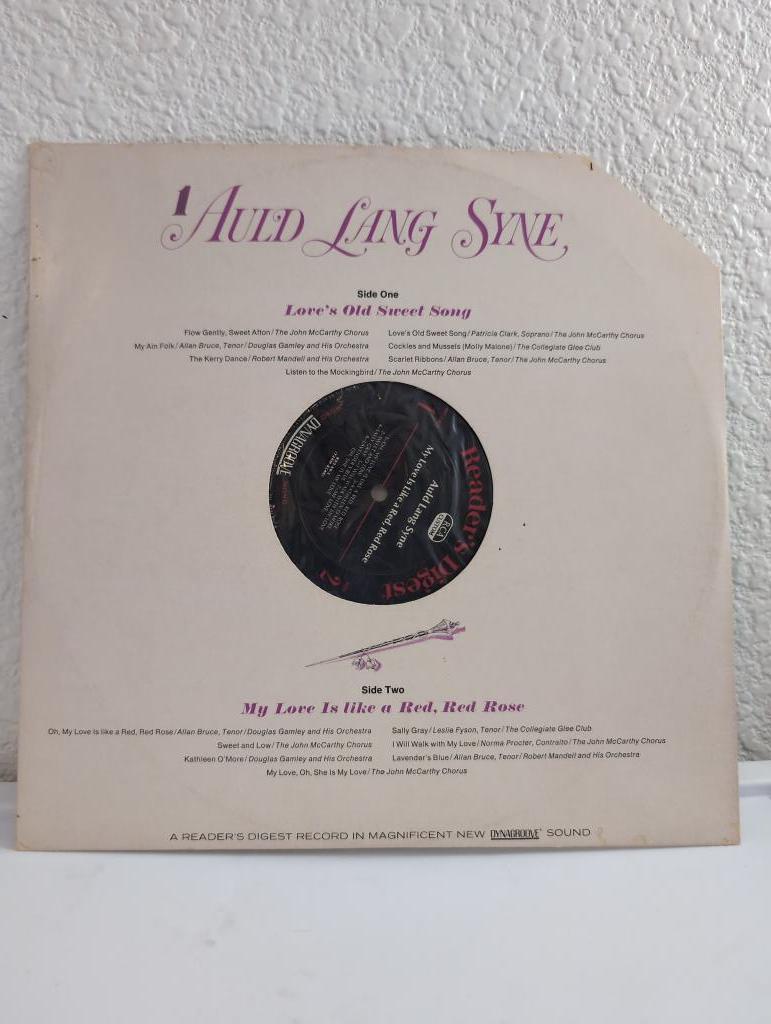 1 AULD LANG SYNE
Side One
Love's Old Sweet Song
Flow Gently, Sweet Afton / The John McCarthy Chorus
My Ain Folk / Allan Bruce, Tenor / Douglas Gamley and His Orchestra
The Kerry Dance / Robert Mandell and His Orchestra
Love's Old Sweet Song / Patricia Clark, Soprano / The John McCarthy Chorus
Cockles and Mussels (Molly Malone) / The Collegiate Glee Club
Scarlet Ribbons / Allan Bruce, Tenor / The John McCarthy Chorus
Listen to the Mockingbird / The John McCarthy Chorus
Reader's Digest
RCA
Auld Lang Syne
My Love Is Like a Red, Red Rose
DYNAGROOVE
2
Side Two
My Love Is like a Red, Red Rose
Oh, My Love Is like a Red, Red Rose / Allan Bruce, Tenor / Douglas Gamley and His Orchestra
Sweet and Low / The John McCarthy Chorus
Kathleen O'More / Douglas Gamley and His Orchestra
Sally Gray / Leslie Fyson, Tenor / The Collegiate Glee Club
I Will Walk with My Love / Norma Procter, Contralto / The John McCarthy Chorus
Lavender's Blue / Allan Bruce, Tenor / Robert Mandell and His Orchestra
My Love, Oh, She Is My Love / The John McCarthy Chorus
A READER'S DIGEST RECORD IN MAGNIFICENT NEW DYNAGROOVE SOUND